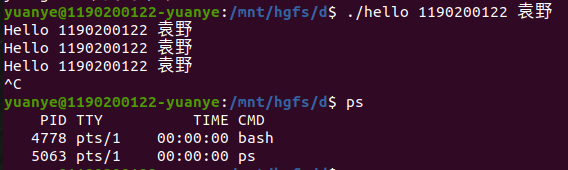 yuanye@1190200122-yuanye:/mnt/hgfs/d$ ./hello 1190200122 袁野
Hello 1190200122 袁野
Hello 1190200122 袁野
Hello 1190200122 袁野
^C
yuanye@1190200122-yuanye:/mnt/hgfs/d$ ps
    PID TTY          TIME CMD
   4778 pts/1    00:00:00 bash
   5063 pts/1    00:00:00 ps